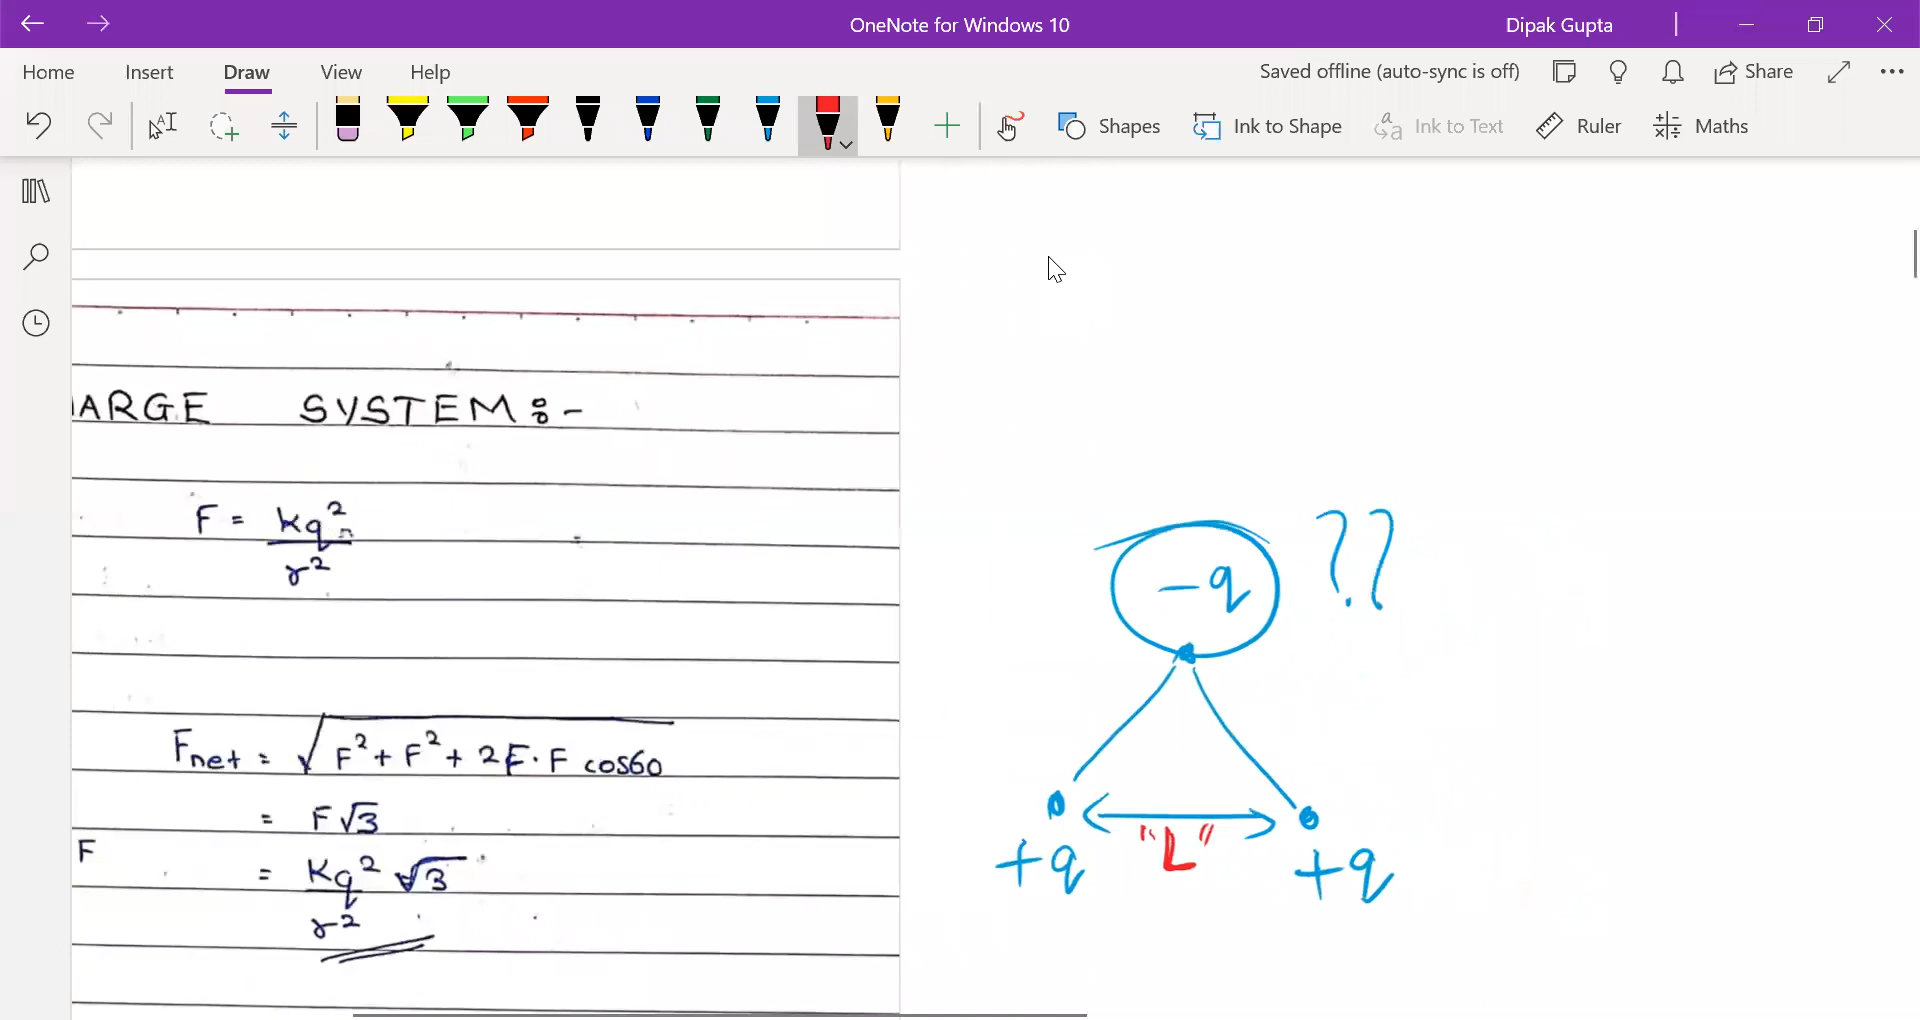 OneNote for Windows 10
Dipak Gupta
Home Insert Draw View Help
Saved offline (auto-sync is off)
Share
Shapes
Ink to Shape
Ink to Text
Ruler
Maths
ARGE SYSTEM:-
F = kq²
r²
=
Fnet = √F² + F² + 2F·F cos60
= F√3
F
= Kq² √3
r²
-q ??
"L"
+q +q